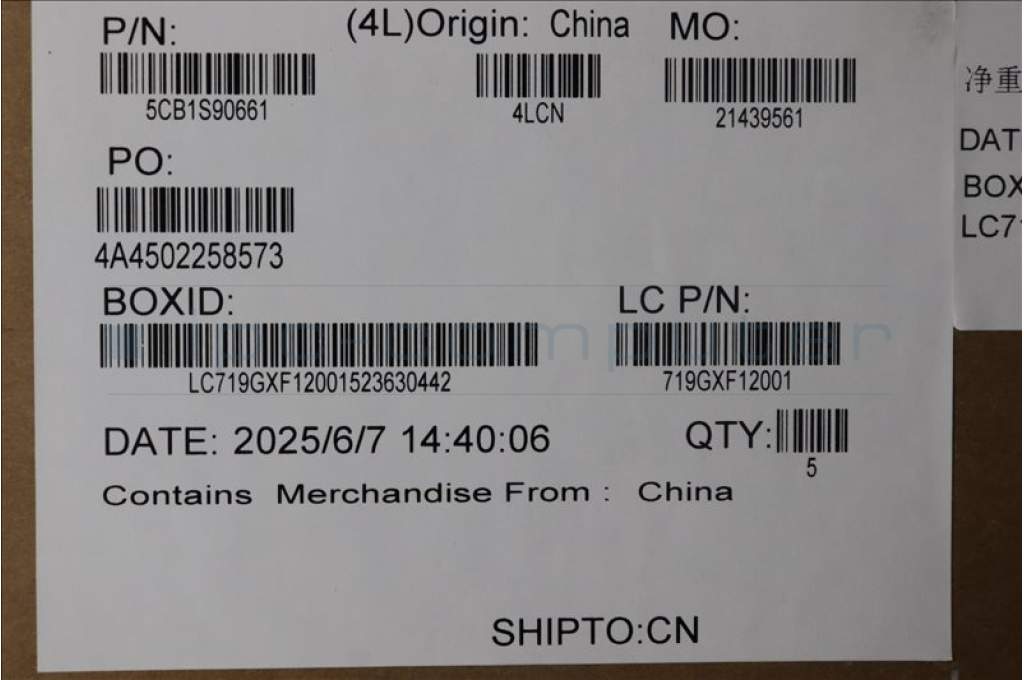 P/N: (4L)Origin: China MO:
5CB1S90661 4LCN 21439561
PO:
4A4502258573
BOXID: LC P/N:
LC719GXF12001523630442 719GXF12001
DATE: 2025/6/7 14:40:06 QTY:
5
Contains Merchandise From : China
SHIPTO:CN
净重
DAT
BOX
LC71